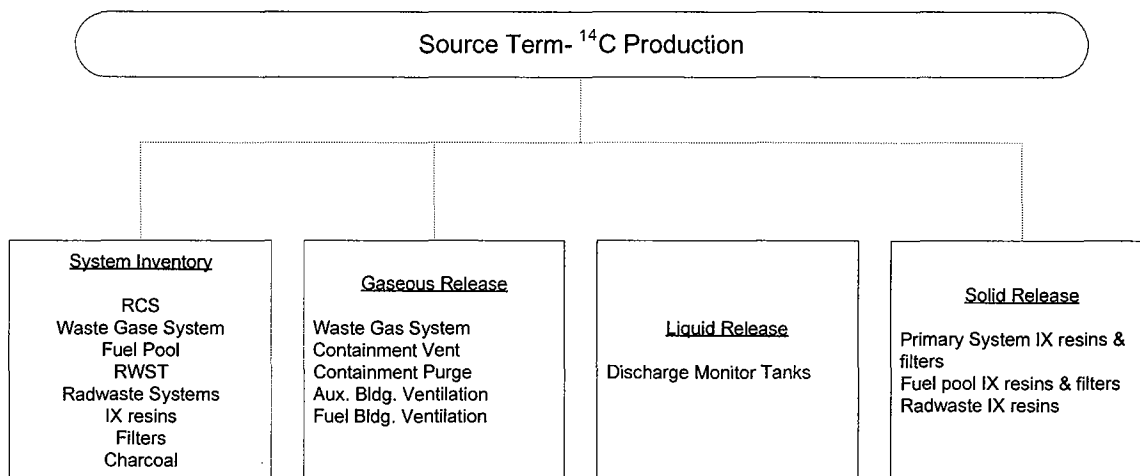 Source Term- ¹⁴C Production
System Inventory
RCS
Waste Gase System
Fuel Pool
RWST
Radwaste Systems
IX resins
Filters
Charcoal
Gaseous Release
Waste Gas System
Containment Vent
Containment Purge
Aux. Bldg. Ventilation
Fuel Bldg. Ventilation
Liquid Release
Discharge Monitor Tanks
Solid Release
Primary System IX resins &
filters
Fuel pool IX resins & filters
Radwaste IX resins